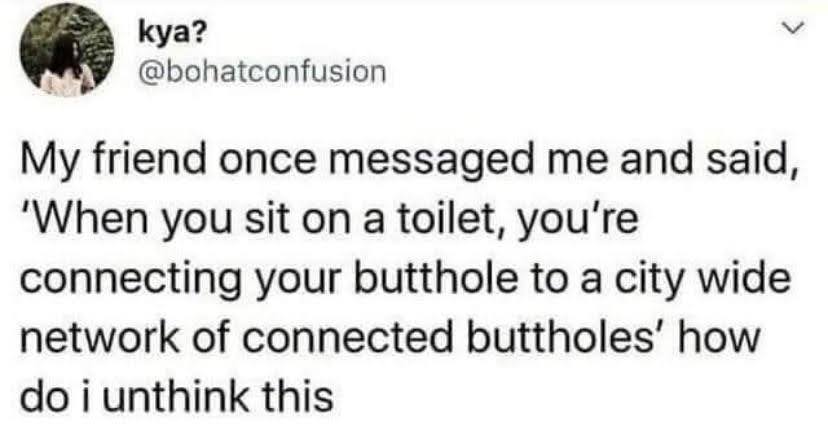 kya?
@bohatconfusion
My friend once messaged me and said,
'When you sit on a toilet, you're
connecting your butthole to a city wide
network of connected buttholes' how
do i unthink this